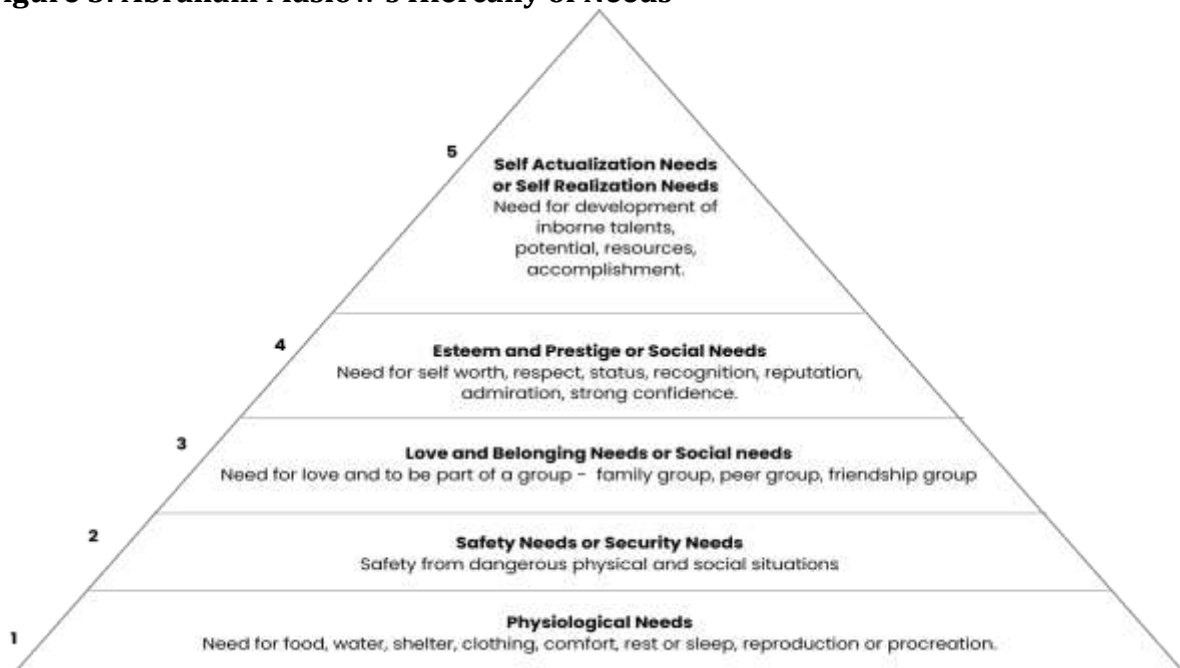 Abraham Maslow's of Needs
5
Self Actualization Needs
or Self Realization Needs
Need for development of
inborne talents,
potential, resources,
accomplishment.
4
Esteem and Prestige or Social Needs
Need for self worth, respect, status, recognition, reputation,
admiration, strong confidence.
3
Love and Belonging Needs or Social needs
Need for love and to be part of a group - family group, peer group, friendship group
2
Safety Needs or Security Needs
Safety from dangerous physical and social situations
1
Physiological Needs
Need for food, water, shelter, clothing, comfort, rest or sleep, reproduction or procreation.